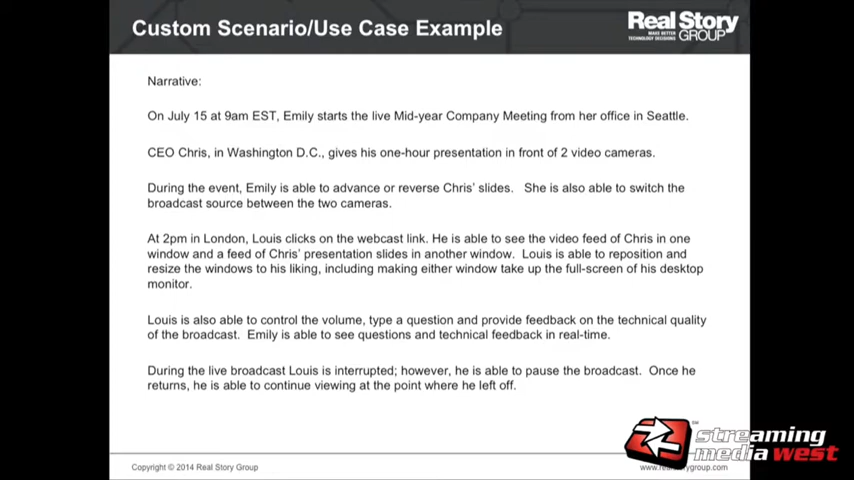 Custom Scenario/Use Case Example
Real Story
MAKE BETTER
TECHNOLOGY DECISIONS
GROUP
Narrative:
On July 15 at 9am EST, Emily starts the live Mid-year Company Meeting from her office in Seattle.
CEO Chris, in Washington D.C., gives his one-hour presentation in front of 2 video cameras.
During the event, Emily is able to advance or reverse Chris' slides. She is also able to switch the
broadcast source between the two cameras.
At 2pm in London, Louis clicks on the webcast link. He is able to see the video feed of Chris in one
window and a feed of Chris' presentation slides in another window. Louis is able to reposition and
resize the windows to his liking, including making either window take up the full-screen of his desktop
monitor.
Louis is also able to control the volume, type a question and provide feedback on the technical quality
of the broadcast. Emily is able to see questions and technical feedback in real-time.
During the live broadcast Louis is interrupted; however, he is able to pause the broadcast. Once he
returns, he is able to continue viewing at the point where he left off.
streaming
media west
Copyright © 2014 Real Story Group